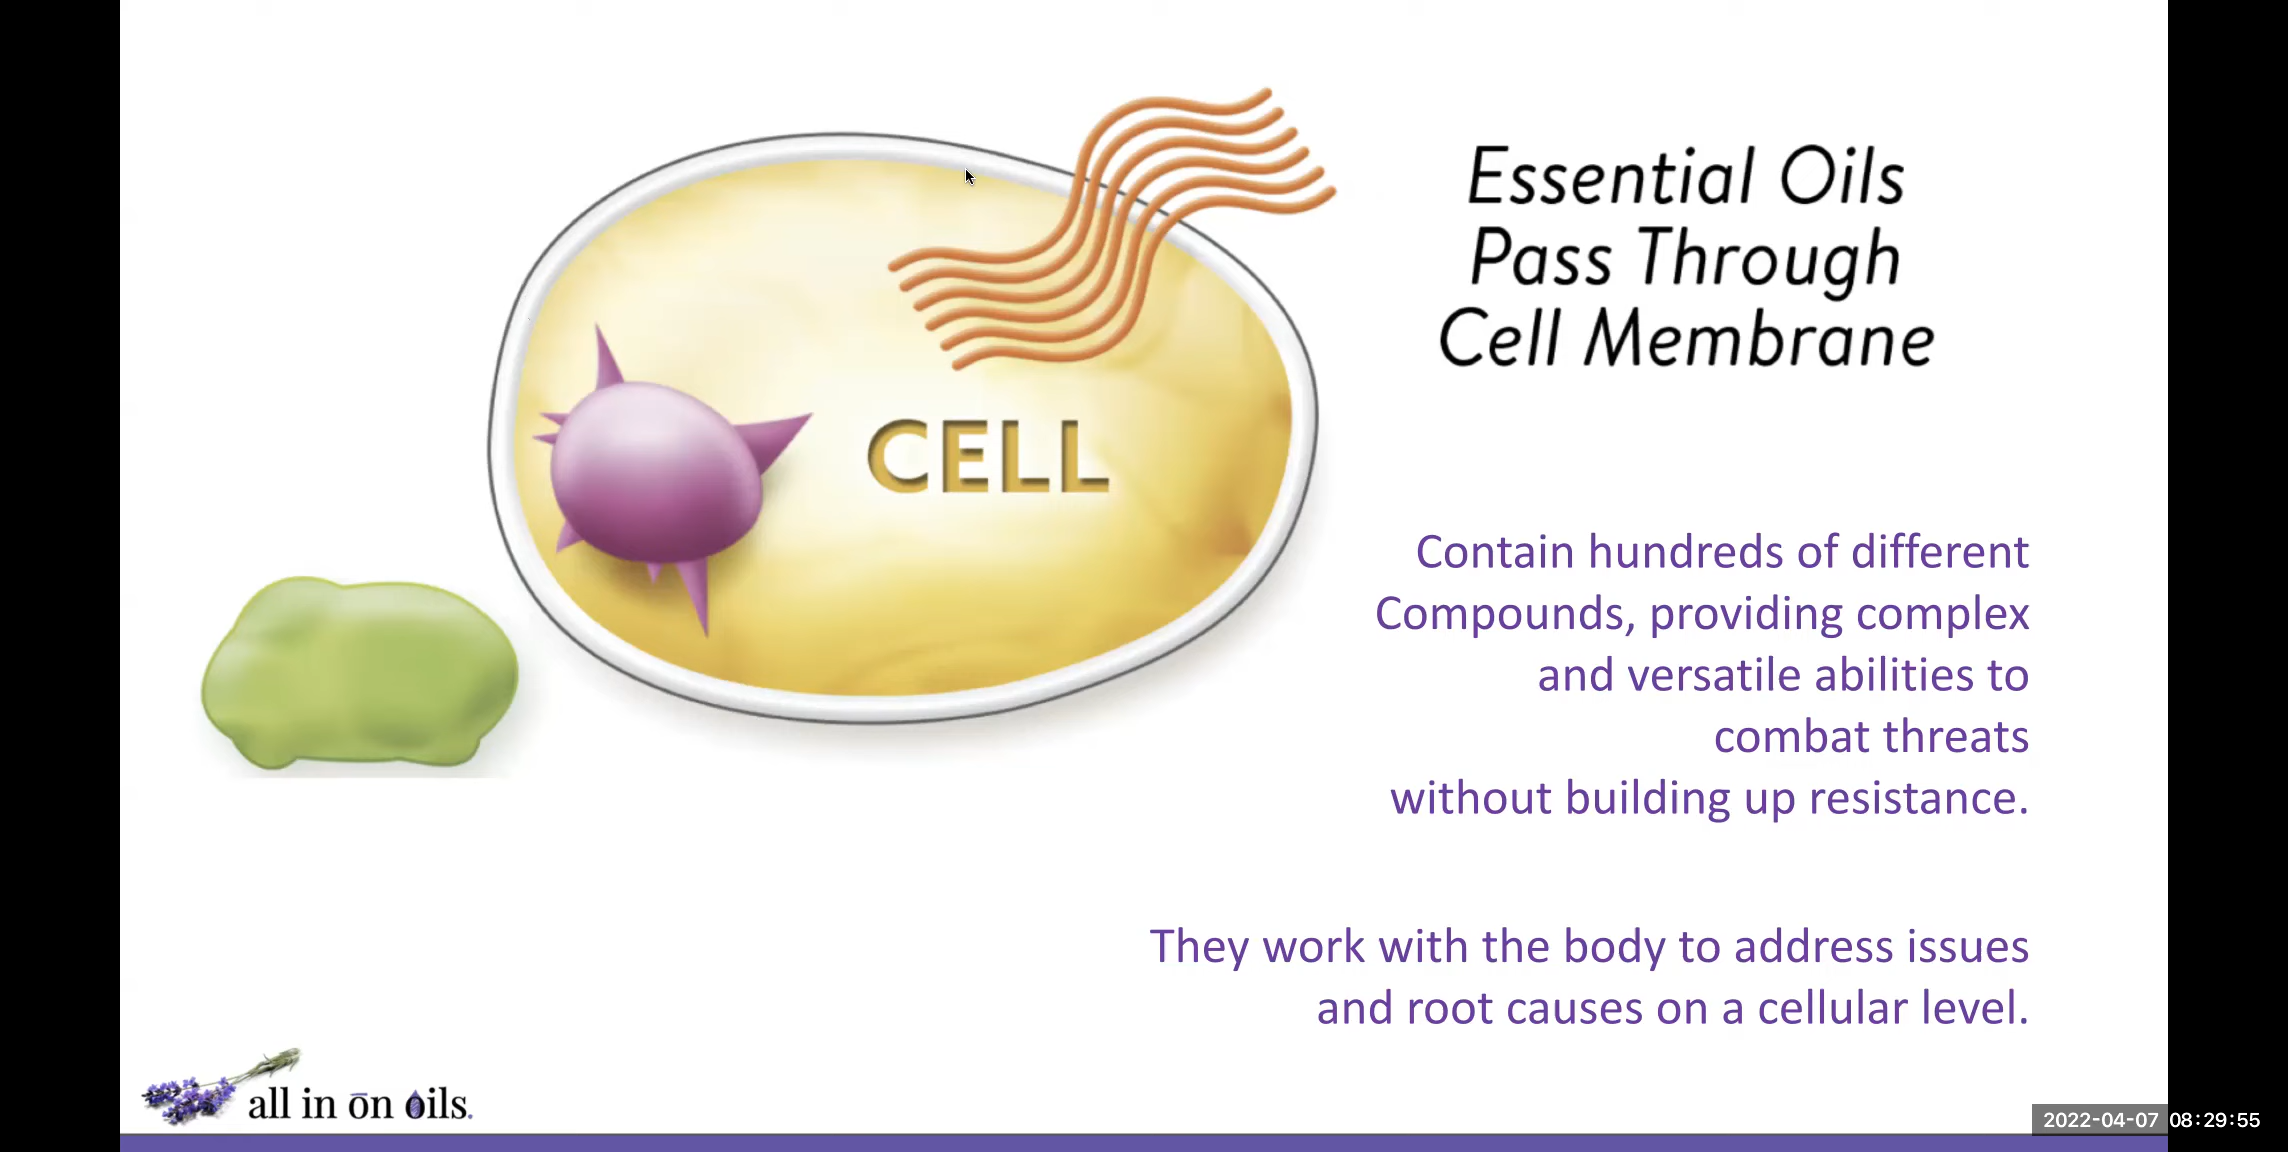 Essential Oils
Pass Through
Cell Membrane
CELL
Contain hundreds of different
Compounds, providing complex
and versatile abilities to
combat threats
without building up resistance.
They work with the body to address issues
and root causes on a cellular level.
all in ōn oils.
2022-04-07 08:29:55